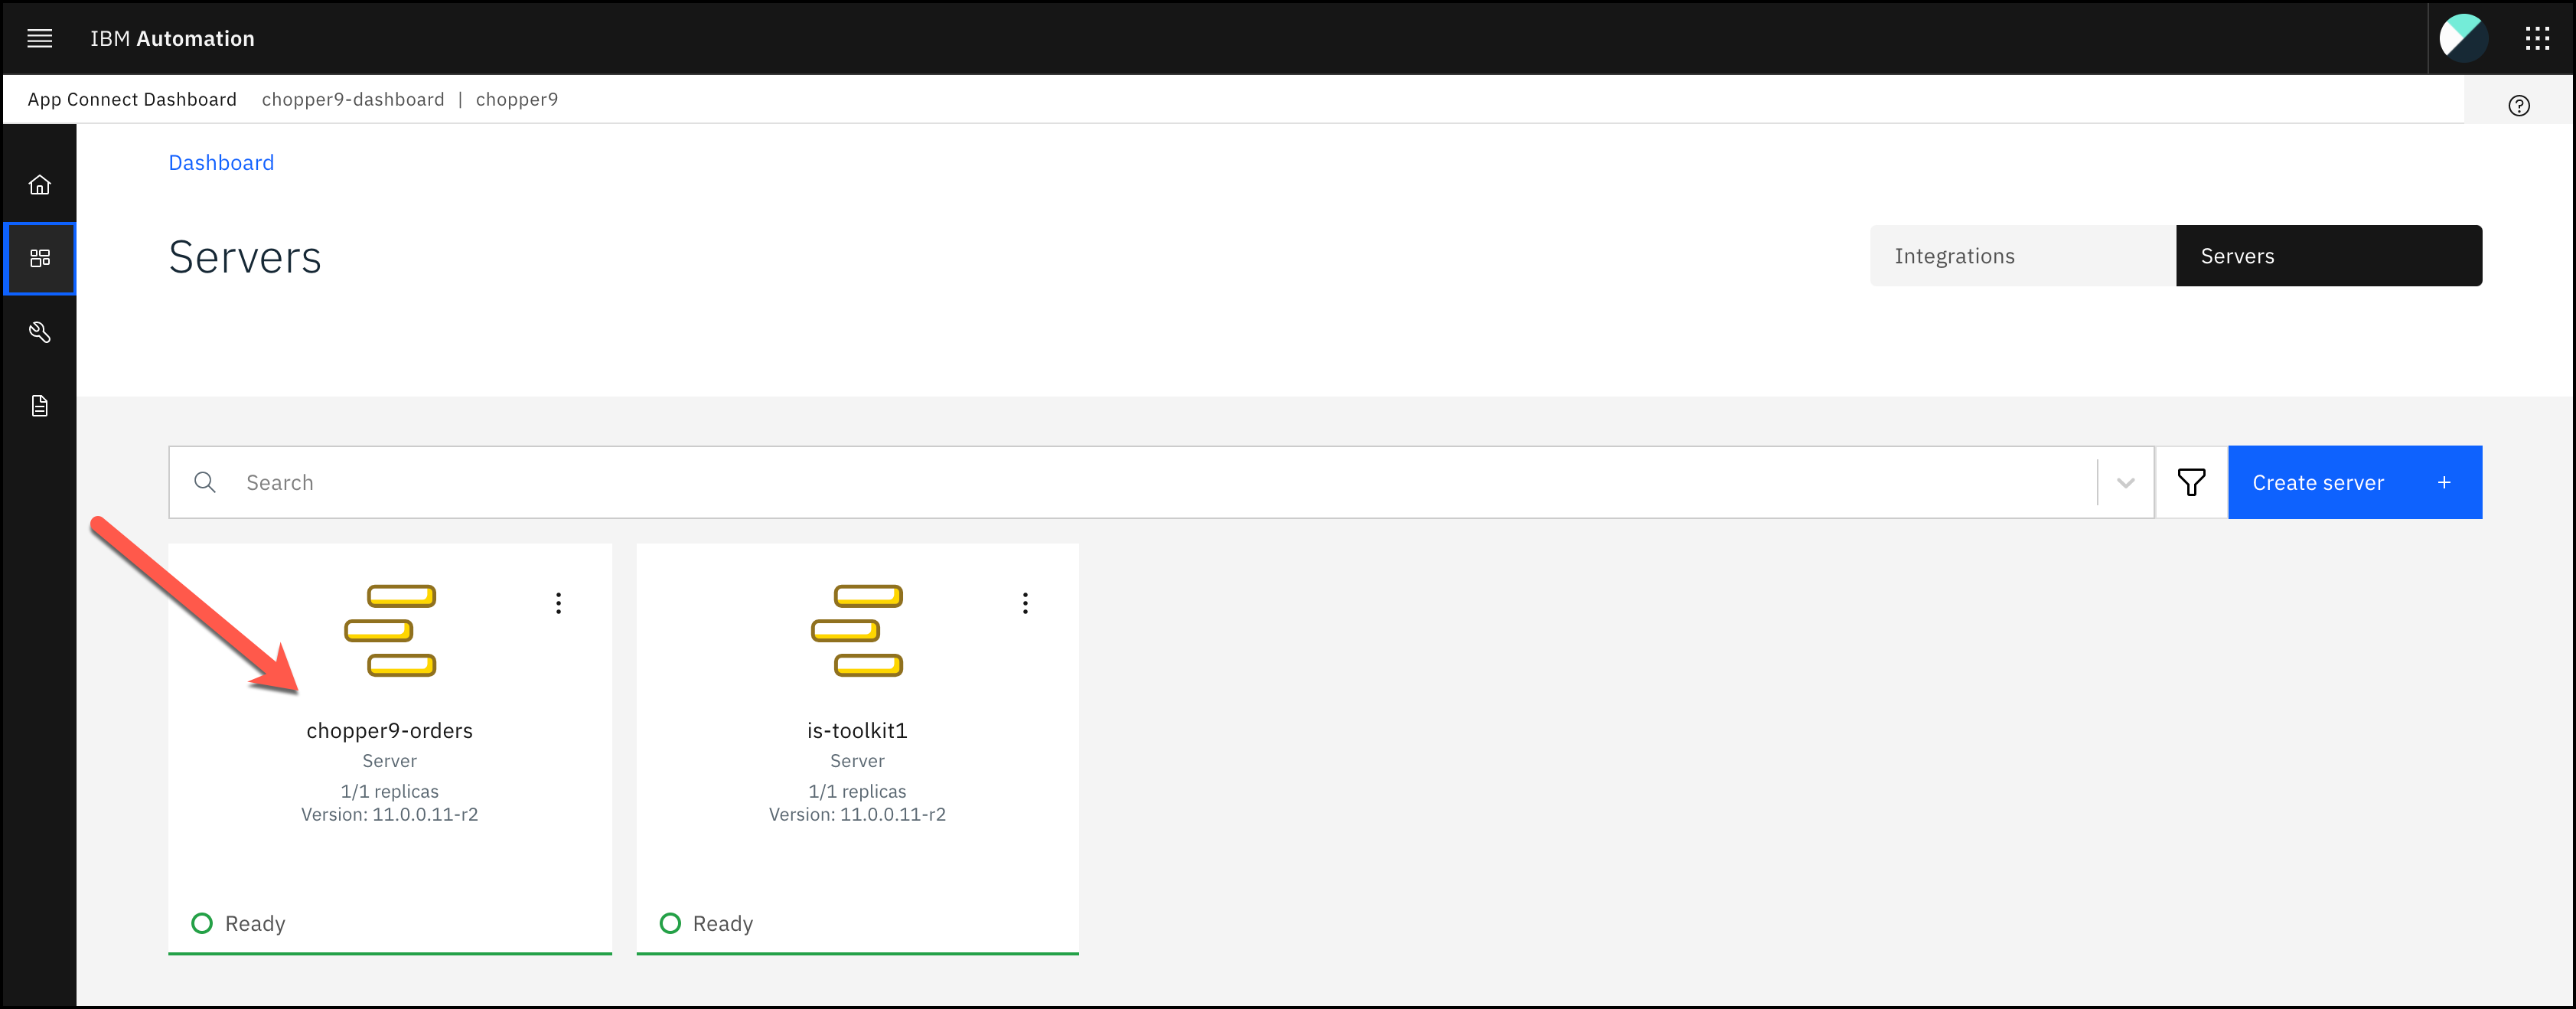 IBM Automation
App Connect Dashboard chopper9-dashboard | chopper9
Dashboard
Servers
Integrations
Servers
Search
Create server +
chopper9-orders
Server
1/1 replicas
Version: 11.0.0.11-r2
Ready
is-toolkit1
Server
1/1 replicas
Version: 11.0.0.11-r2
Ready